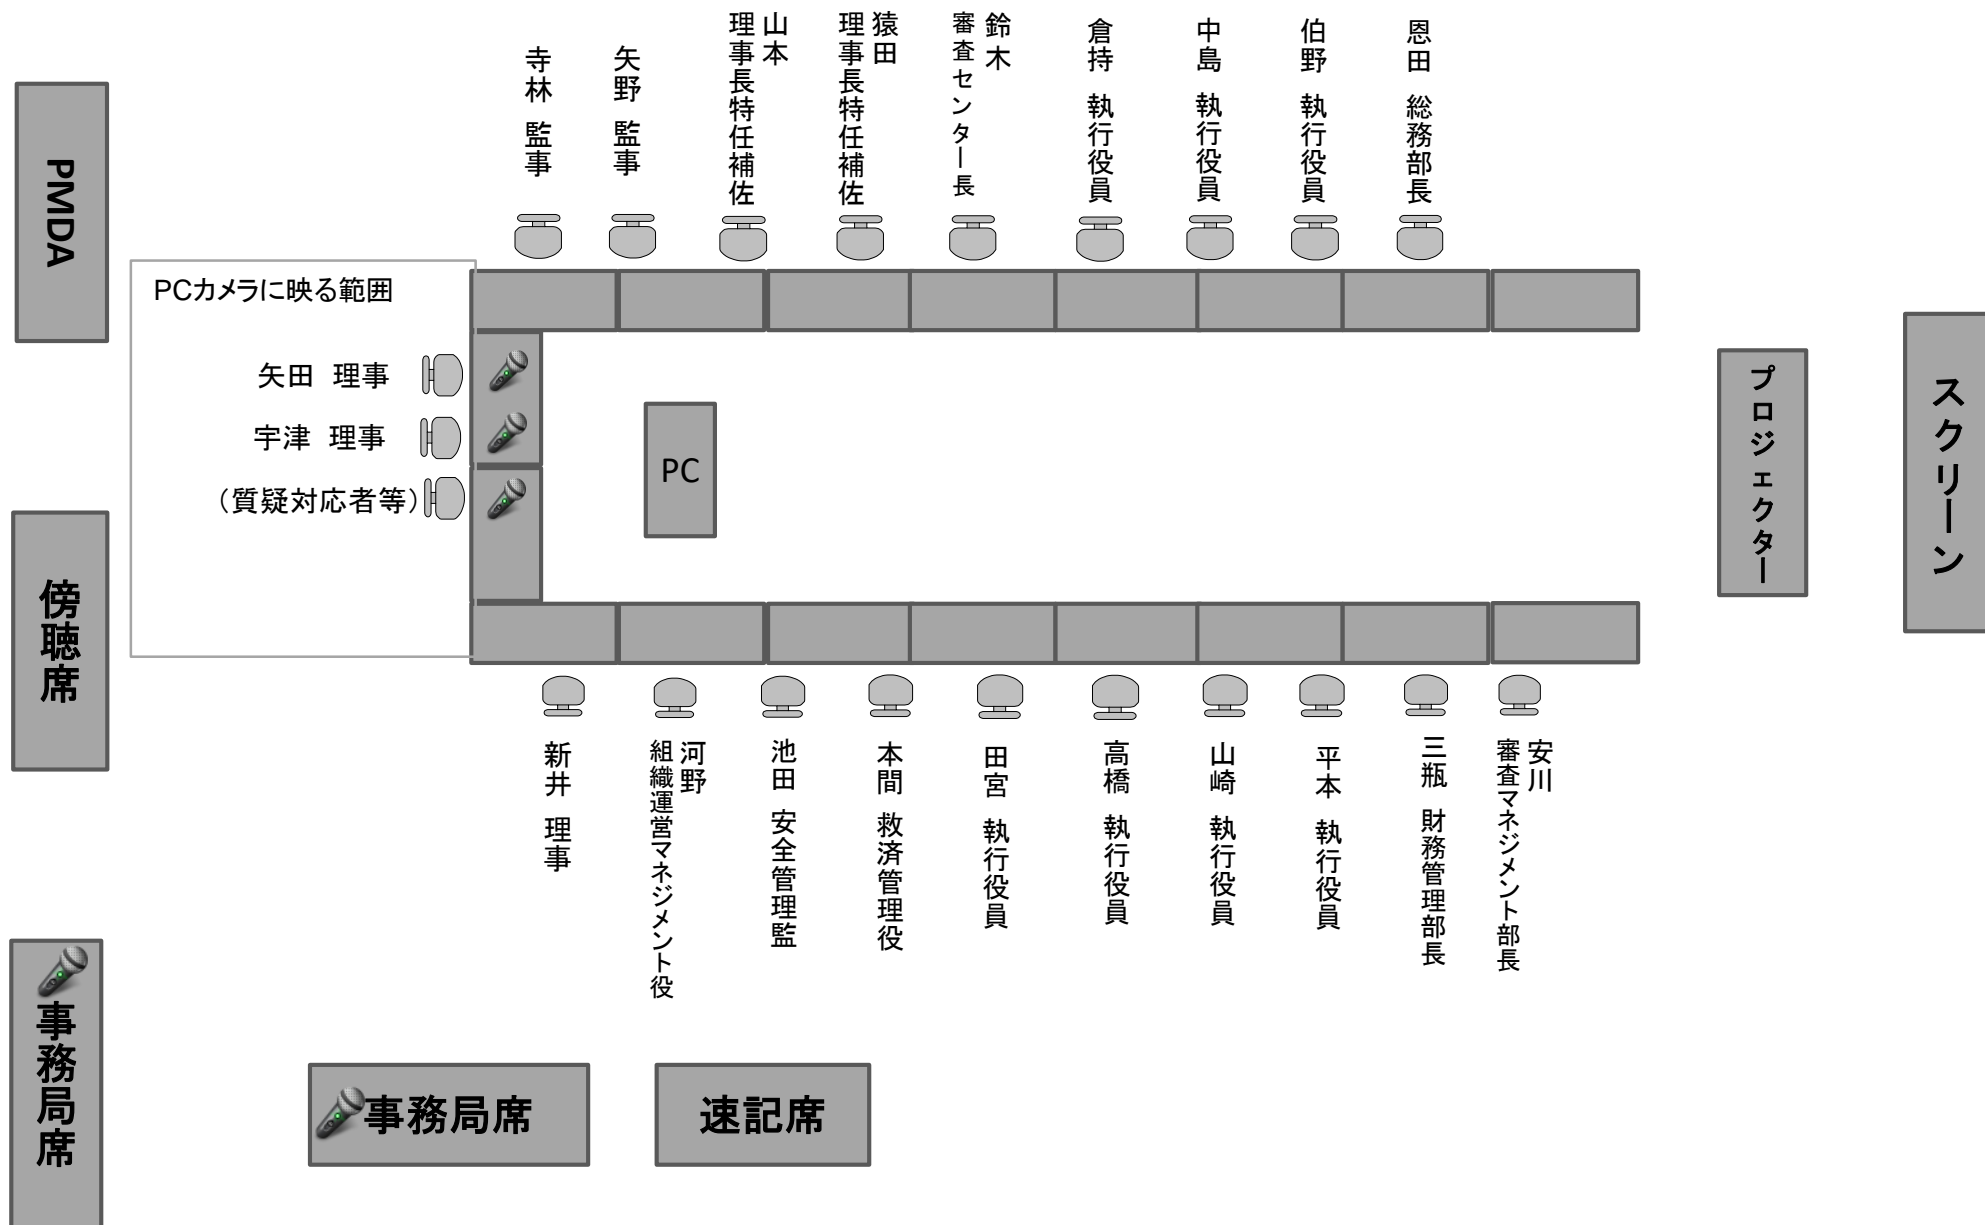 寺林 監事
矢野 監事
山本
理事長特任補佐
猿田
理事長特任補佐
鈴木
審査センター長
倉持 執行役員
中島 執行役員
伯野 執行役員
恩田 総務部長
PMDA
PCカメラに映る範囲
矢田 理事
宇津 理事
（質疑対応者等）
PC
プロジェクター
スクリーン
傍聴席
新井 理事
河野
組織運営マネジメント役
池田 安全管理監
本間 救済管理役
田宮 執行役員
高橋 執行役員
山崎 執行役員
平本 執行役員
三瓶 財務管理部長
安川
審査マネジメント部長
事務局席
事務局席
速記席